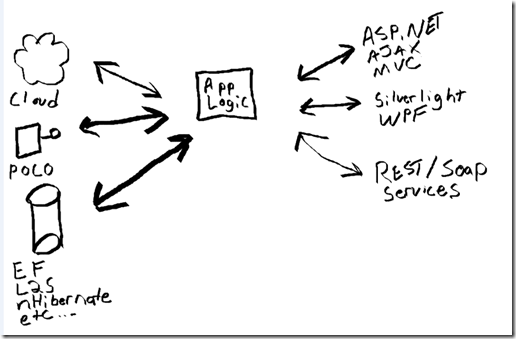 Cloud
POCO
EF
L2S
nHibernate
etc...
App
Logic
ASP.NET
AJAX
MVC
Silverlight
WPF
REST/Soap
Services